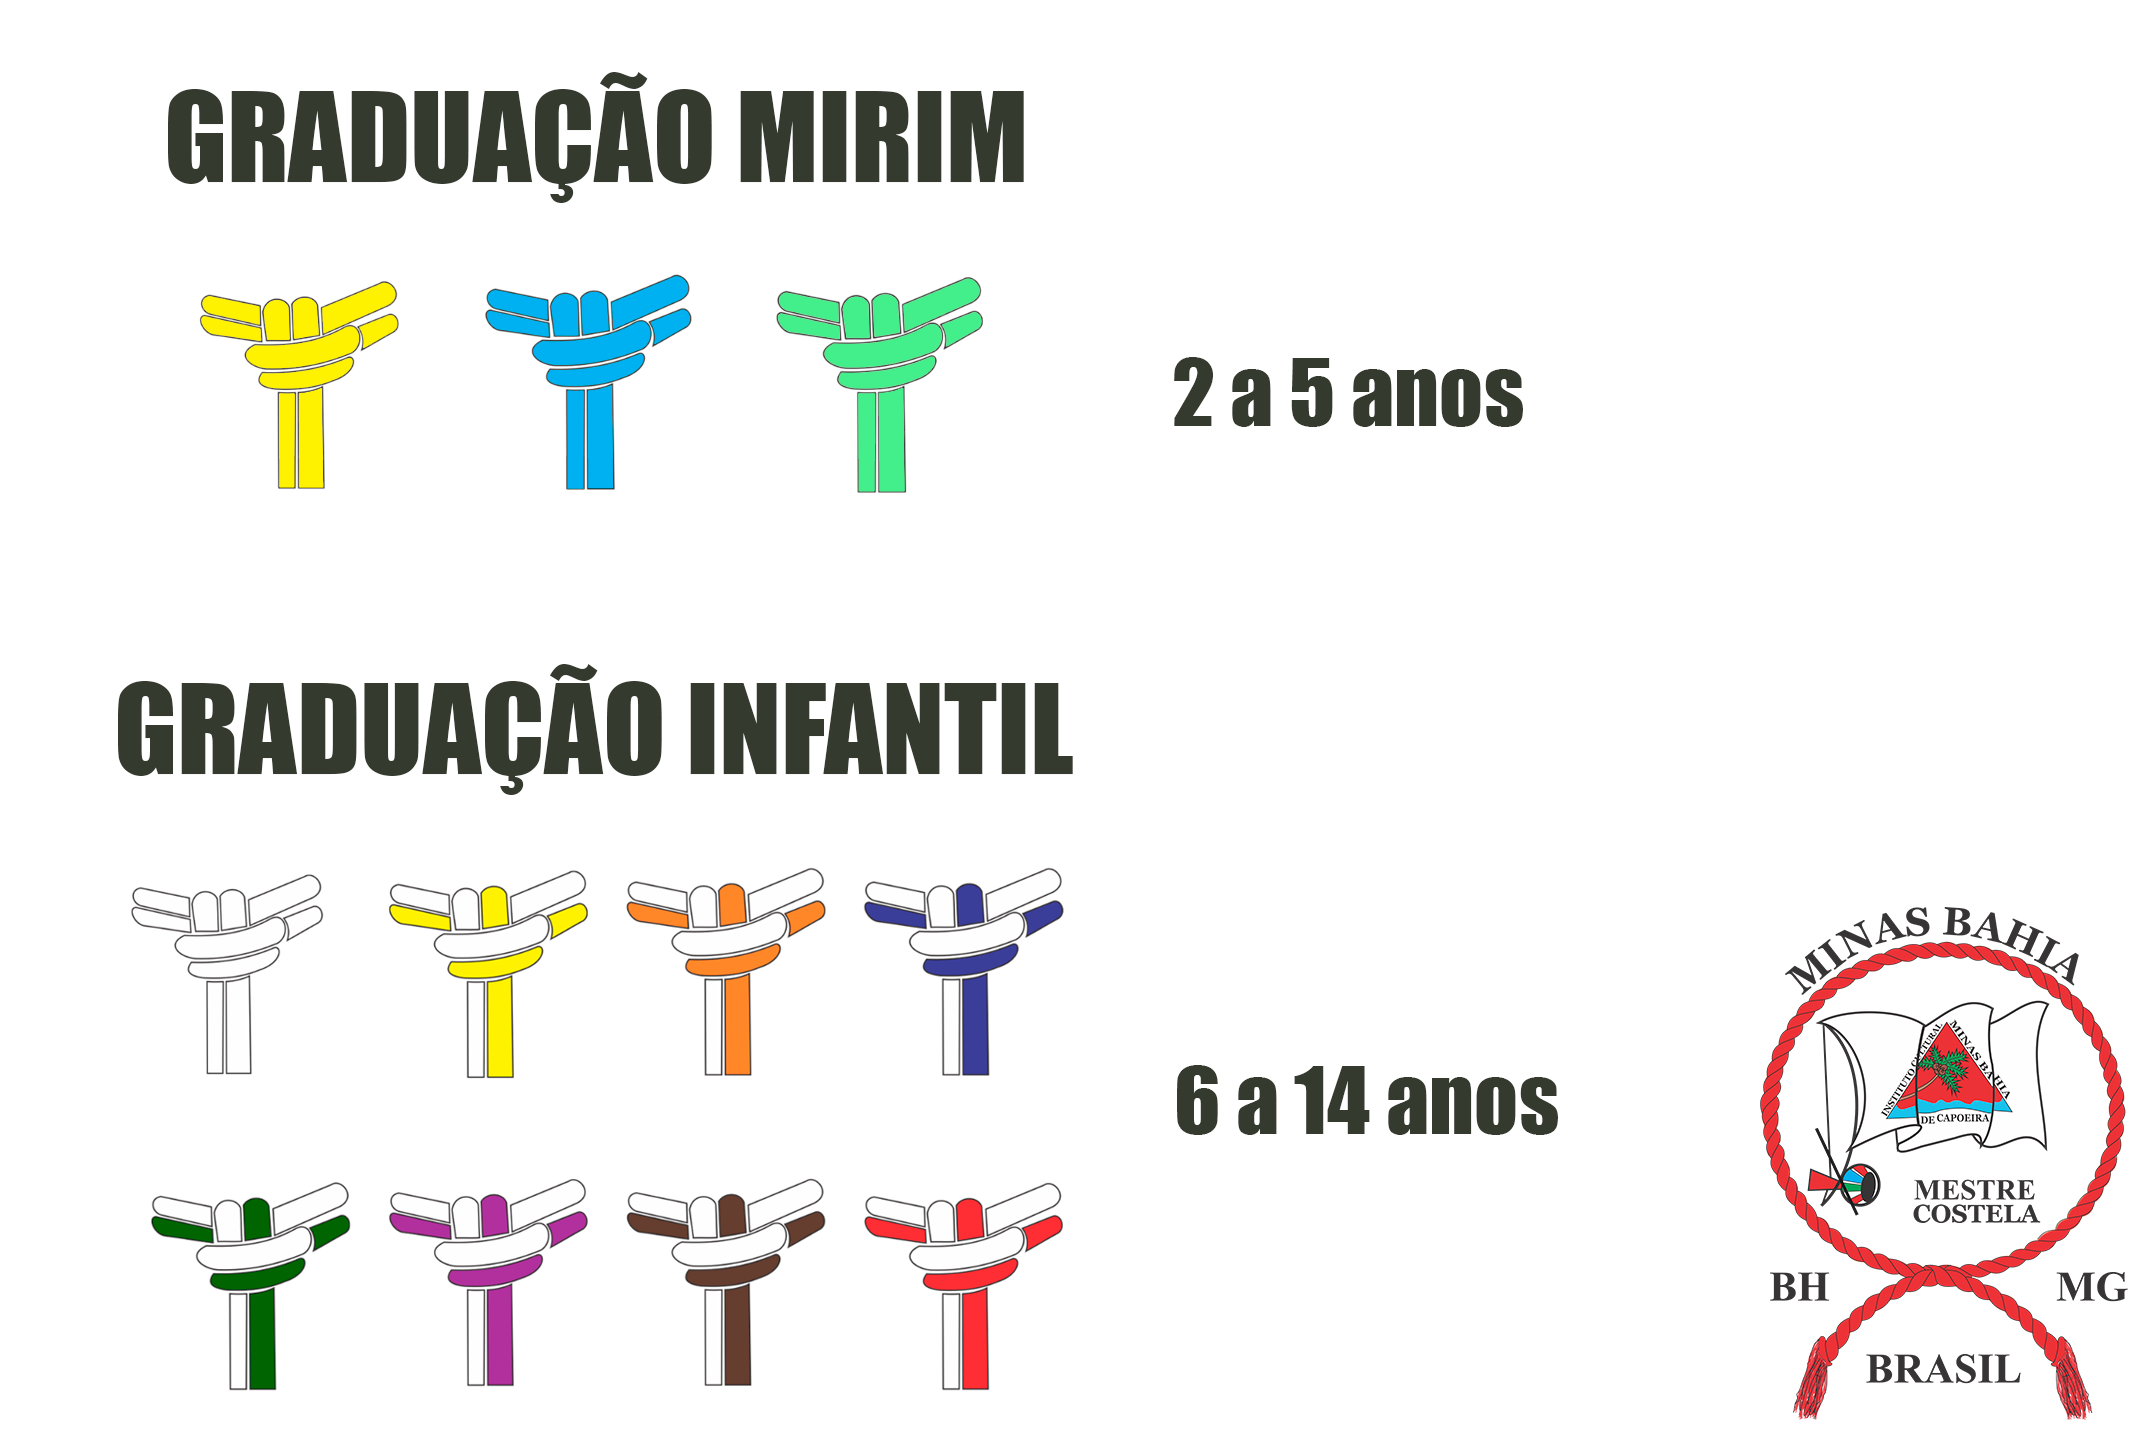 GRADUAÇÃO MIRIM
2 a 5 anos
GRADUAÇÃO INFANTIL
6 a 14 anos
MINAS BAHIA
INSTITUTO CULTURAL
MINAS BAHIA
DE CAPOEIRA
MESTRE
COSTELA
BH
MG
BRASIL